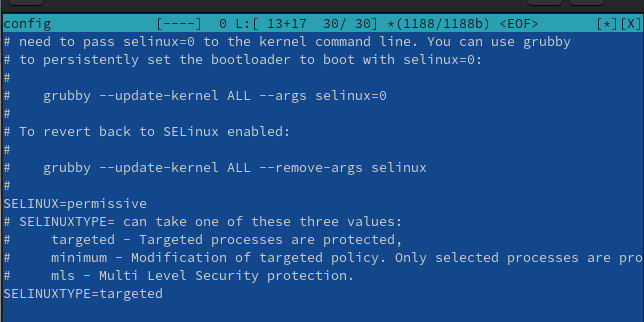 config [----] 0 L:[ 13+17 30/ 30] *(1188/1188b) <EOF> [*][X]
# need to pass selinux=0 to the kernel command line. You can use grubby
# to persistently set the bootloader to boot with selinux=0:
#
#    grubby --update-kernel ALL --args selinux=0
#
# To revert back to SELinux enabled:
#
#    grubby --update-kernel ALL --remove-args selinux
#
SELINUX=permissive
# SELINUXTYPE= can take one of these three values:
#     targeted - Targeted processes are protected,
#     minimum - Modification of targeted policy. Only selected processes are pro
#     mls - Multi Level Security protection.
SELINUXTYPE=targeted